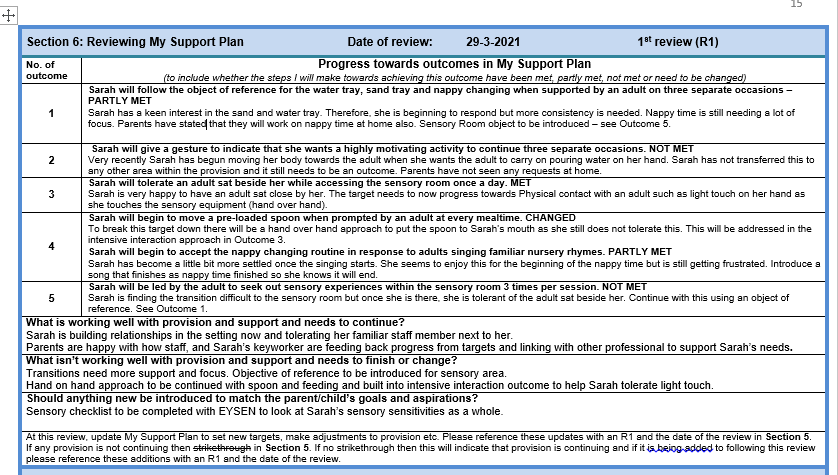 15
Section 6: Reviewing My Support Plan Date of review: 29-3-2021 1st review (R1)
No. of outcome Progress towards outcomes in My Support Plan
(to include whether the steps I will make towards achieving this outcome have been met, partly met, not met or need to be changed)
1
Sarah will follow the object of reference for the water tray, sand tray and nappy changing when supported by an adult on three separate occasions –
PARTLY MET
Sarah has a keen interest in the sand and water tray. Therefore, she is beginning to respond but more consistency is needed. Nappy time is still needing a lot of
focus. Parents have stated that they will work on nappy time at home also. Sensory Room object to be introduced – see Outcome 5.
2
Sarah will give a gesture to indicate that she wants a highly motivating activity to continue three separate occasions. NOT MET
Very recently Sarah has begun moving her body towards the adult when she wants the adult to carry on pouring water on her hand. Sarah has not transferred this to
any other area within the provision and it still needs to be an outcome. Parents have not seen any requests at home.
3
Sarah will tolerate an adult sat beside her while accessing the sensory room once a day. MET
Sarah is very happy to have an adult sat close by her. The target needs to now progress towards Physical contact with an adult such as light touch on her hand as
she touches the sensory equipment (hand over hand).
4
Sarah will begin to move a pre-loaded spoon when prompted by an adult at every mealtime. CHANGED
To break this target down there will be a hand over hand approach to put the spoon to Sarah's mouth as she still does not tolerate this. This will be addressed in the
intensive interaction approach in Outcome 3.
Sarah will begin to accept the nappy changing routine in response to adults singing familiar nursery rhymes. PARTLY MET
Sarah has become a little bit more settled once the singing starts. She seems to enjoy this for the beginning of the nappy time but is still getting frustrated. Introduce a
song that finishes as nappy time finished so she knows it will end.
5
Sarah will be led by the adult to seek out sensory experiences within the sensory room 3 times per session. NOT MET
Sarah is finding the transition difficult to the sensory room but once she is there, she is tolerant of the adult sat beside her. Continue with this using an object of
reference. See Outcome 1.
What is working well with provision and support and needs to continue?
Sarah is building relationships in the setting now and tolerating her familiar staff member next to her.
Parents are happy with how staff, and Sarah's keyworker are feeding back progress from targets and linking with other professional to support Sarah's needs.
What isn't working well with provision and support and needs to finish or change?
Transitions need more support and focus. Objective of reference to be introduced for sensory area.
Hand on hand approach to be continued with spoon and feeding and built into intensive interaction outcome to help Sarah tolerate light touch.
Should anything new be introduced to match the parent/child's goals and aspirations?
Sensory checklist to be completed with EYSEN to look at Sarah's sensory sensitivities as a whole.
At this review, update My Support Plan to set new targets, make adjustments to provision etc. Please reference these updates with an R1 and the date of the review in Section 5.
If any provision is not continuing then strikethrough in Section 5. If no strikethrough then this will indicate that provision is continuing and if it is being added to following this review
please reference these additions with an R1 and the date of the review.